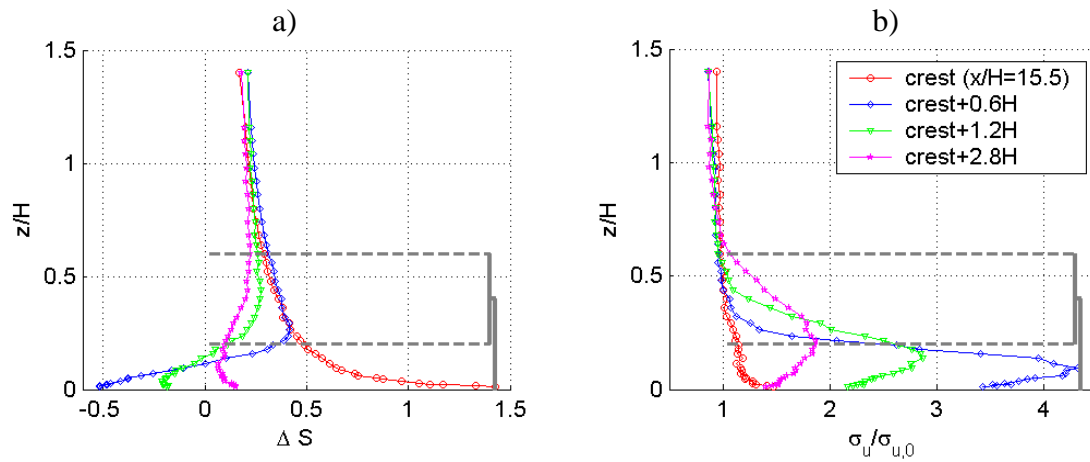 a)
b)
1.5
1
0.5
0
z/H
-0.5
0
0.5
1
1.5
Δ S
1.5
1
0.5
0
z/H
1
2
3
4
σu/σu,0
crest (x/H=15.5)
crest+0.6H
crest+1.2H
crest+2.8H